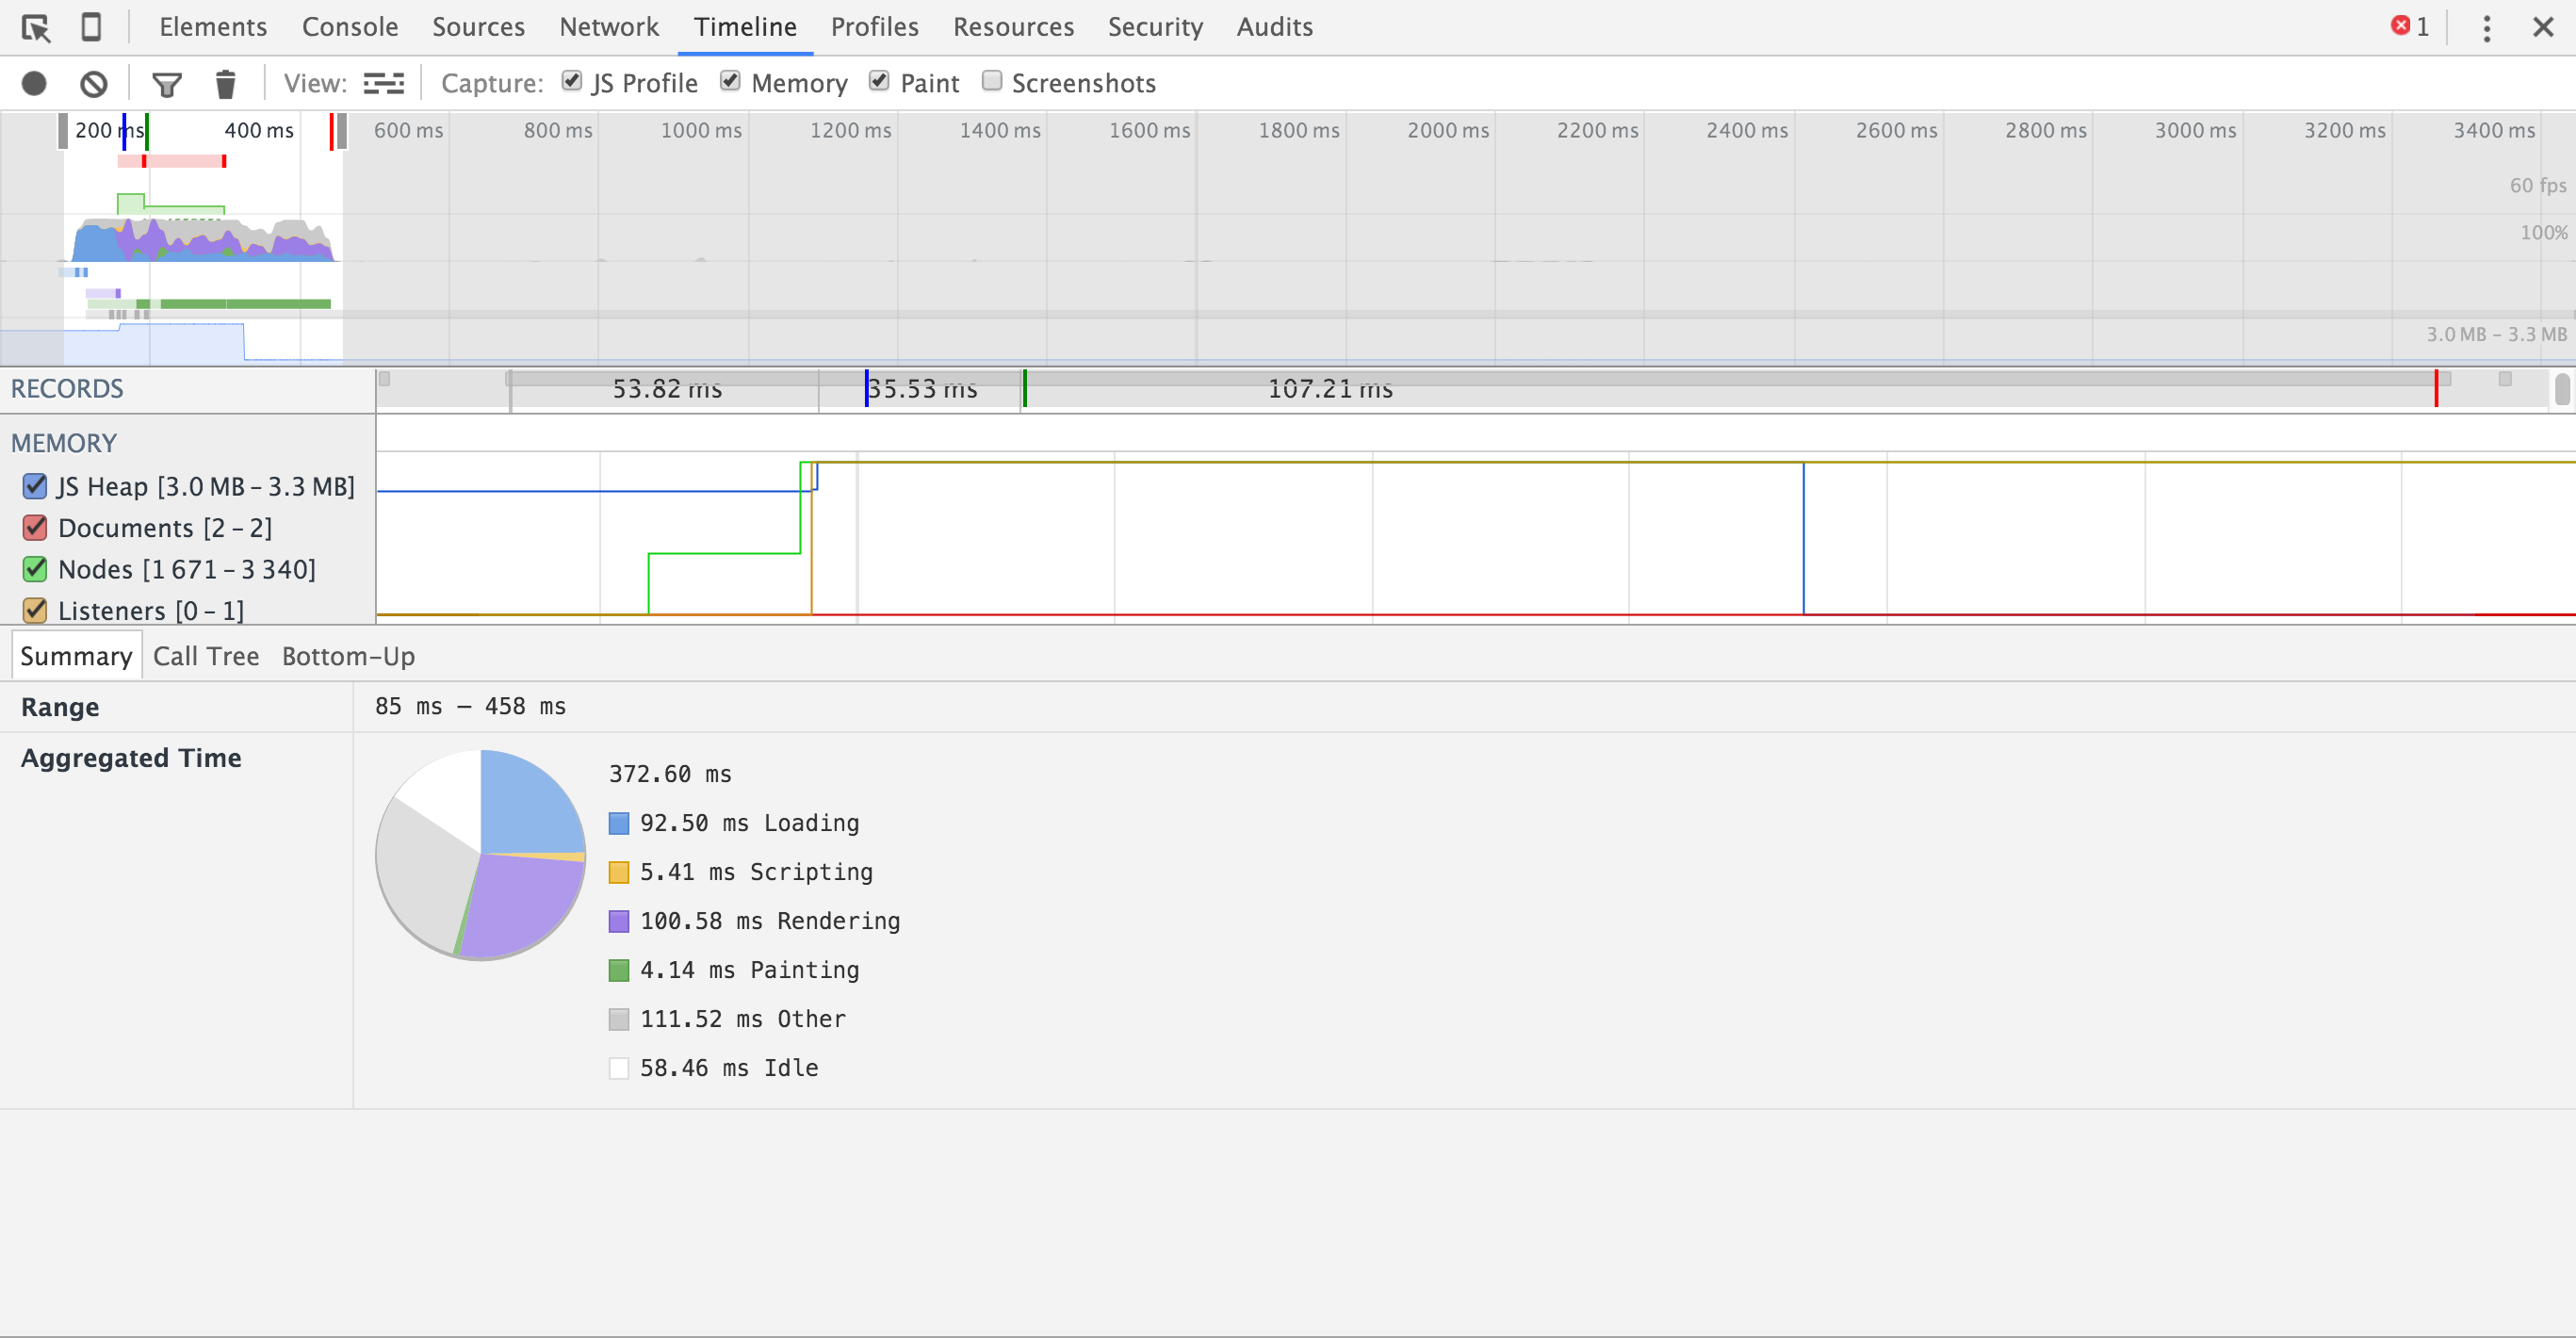 Elements Console Sources Network Timeline Profiles Resources Security Audits 1
View: Capture: JS Profile Memory Paint Screenshots
200 ms 400 ms 600 ms 800 ms 1000 ms 1200 ms 1400 ms 1600 ms 1800 ms 2000 ms 2200 ms 2400 ms 2600 ms 2800 ms 3000 ms 3200 ms 3400 ms
60 fps
100%
3.0 MB – 3.3 MB
RECORDS 53.82 ms 35.53 ms 107.21 ms
MEMORY
JS Heap [3.0 MB – 3.3 MB]
Documents [2 – 2]
Nodes [1 671 – 3 340]
Listeners [0 – 1]
Summary Call Tree Bottom-Up
Range 85 ms – 458 ms
Aggregated Time
372.60 ms
92.50 ms Loading
5.41 ms Scripting
100.58 ms Rendering
4.14 ms Painting
111.52 ms Other
58.46 ms Idle